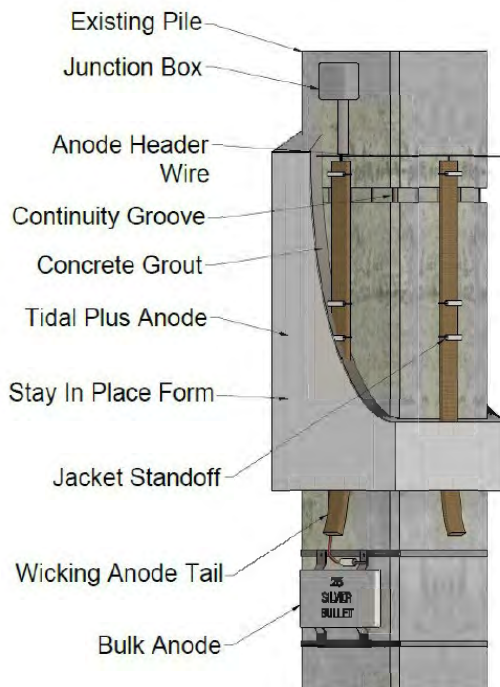 Existing Pile
Junction Box
Anode Header
Wire
Continuity Groove
Concrete Grout
Tidal Plus Anode
Stay In Place Form
Jacket Standoff
Wicking Anode Tail
25
SILVER
BULLET
Bulk Anode